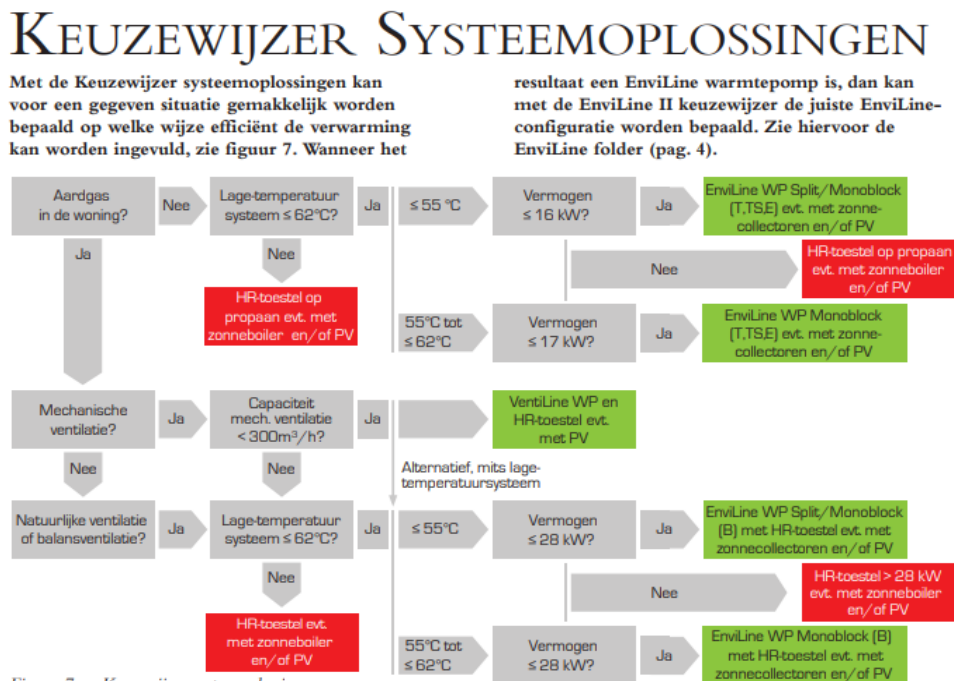 KEUZEWIJZER SYSTEEMOPLOSSINGEN
Met de Keuzewijzer systeemoplossingen kan
voor een gegeven situatie gemakkelijk worden
bepaald op welke wijze efficiënt de verwarming
kan worden ingevuld, zie figuur 7. Wanneer het
resultaat een EnviLine warmtepomp is, dan kan
met de EnviLine II keuzewijzer de juiste EnviLine-
configuratie worden bepaald. Zie hiervoor de
EnviLine folder (pag. 4).
Aardgas
in de woning?
Nee
Lage-temperatuur
systeem ≤ 62°C?
Ja
≤ 55 °C
Vermogen
≤ 16 kW?
Ja
EnviLine WP Split/Monoblock
(T,TS,E) evt. met zonne-
collectoren en/of PV
Ja
Nee
Nee
HR-toestel op propaan
evt. met zonneboiler
en/of PV
HR-toestel op
propaan evt. met
zonneboiler en/of PV
55°C tot
≤ 62°C
Vermogen
≤ 17 kW?
Ja
EnviLine WP Monoblock
(T,TS,E) evt. met zonne-
collectoren en/of PV
Mechanische
ventilatie?
Ja
Capaciteit
mech. ventilatie
< 300m³/h?
Ja
VentiLine WP en
HR-toestel evt.
met PV
Nee
Nee
Alternatief, mits lage-
temperatuursysteem
Natuurlijke ventilatie
of balansventilatie?
Ja
Lage-temperatuur
systeem ≤ 62°C?
Ja
≤ 55°C
Vermogen
≤ 28 kW?
Ja
EnviLine WP Split/Monoblock
(B) met HR-toestel evt. met
zonnecollectoren en/of PV
Nee
Nee
HR-toestel > 28 kW
evt. met zonneboiler
en/of PV
HR-toestel evt.
met zonneboiler
en/of PV
55°C tot
≤ 62°C
Vermogen
≤ 28 kW?
Ja
EnviLine WP Monoblock (B)
met HR-toestel evt. met
zonnecollectoren en/of PV